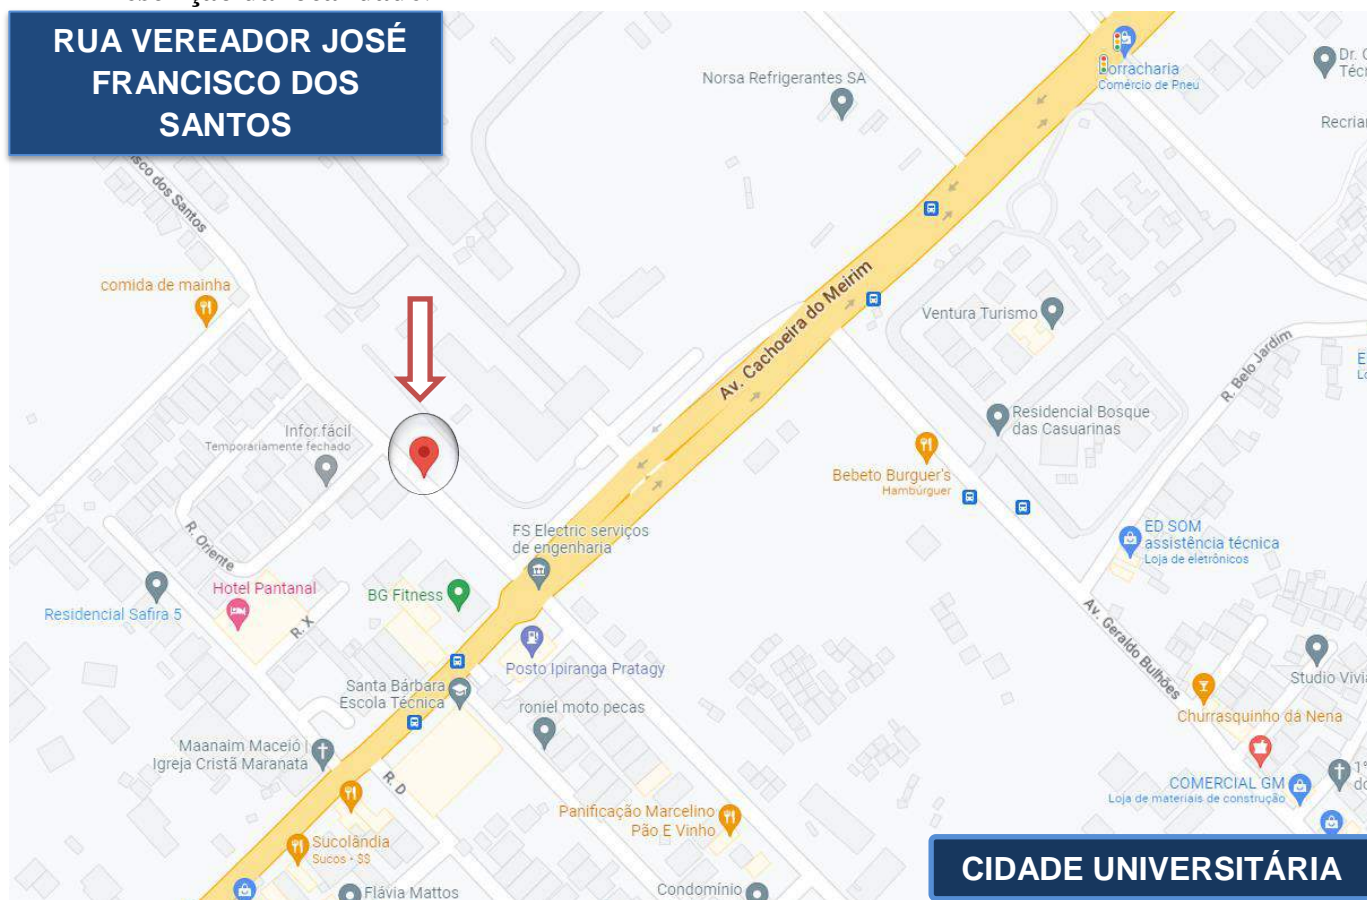 RUA VEREADOR JOSÉ
FRANCISCO DOS
SANTOS
Norsa Refrigerantes SA
Borracharia
Comércio de Pneu
dos Santos
comida de mainha
Av. Cachoeira do Meirim
Ventura Turismo
R. Belo Jardim
Infor.fácil
Temporariamente fechado
Residencial Bosque
das Casuarinas
Bebeto Burguer's
Hambúrguer
R. Oriente
FS Electric serviços
de engenharia
ED SOM
assistência técnica
Loja de eletrônicos
Hotel Pantanal
BG Fitness
Residencial Safira 5
R. X
Av. Geraldo Bulhões
Posto Ipiranga Pratagy
Santa Bárbara
Escola Técnica
roniel moto pecas
Studio
Churrasquinho da Nena
Maanaim Maceió |
Igreja Cristã Maranata
R. D
COMERCIAL GM
Loja de materiais de construção
Panificação Marcelino
Pão E Vinho
Sucolândia
Sucos • $$
Flávia Mattos
Condomínio
CIDADE UNIVERSITÁRIA